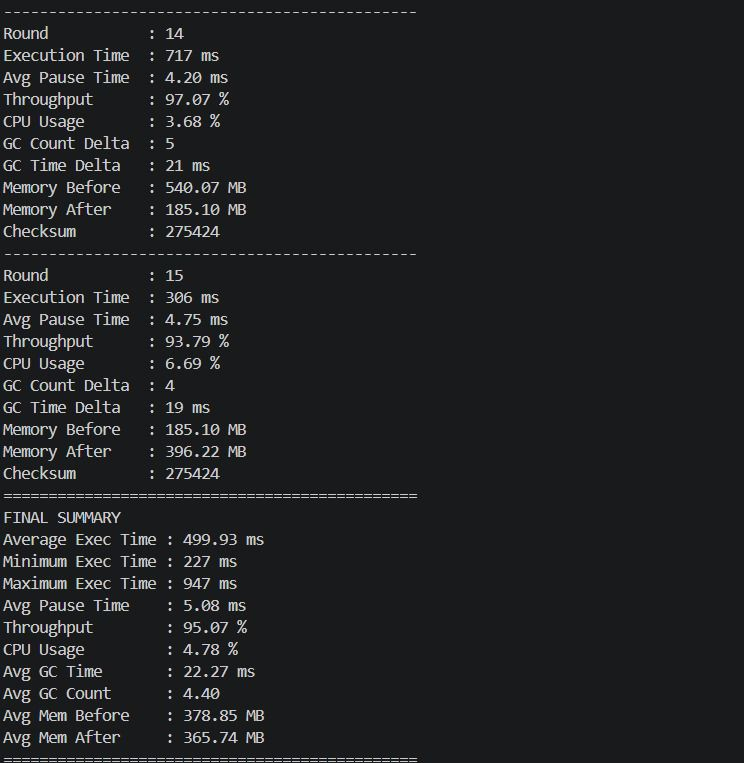 ----------------------------------------------
Round           : 14
Execution Time  : 717 ms
Avg Pause Time  : 4.20 ms
Throughput      : 97.07 %
CPU Usage       : 3.68 %
GC Count Delta  : 5
GC Time Delta   : 21 ms
Memory Before   : 540.07 MB
Memory After    : 185.10 MB
Checksum        : 275424
----------------------------------------------
Round           : 15
Execution Time  : 306 ms
Avg Pause Time  : 4.75 ms
Throughput      : 93.79 %
CPU Usage       : 6.69 %
GC Count Delta  : 4
GC Time Delta   : 19 ms
Memory Before   : 185.10 MB
Memory After    : 396.22 MB
Checksum        : 275424
==============================================
FINAL SUMMARY
Average Exec Time : 499.93 ms
Minimum Exec Time : 227 ms
Maximum Exec Time : 947 ms
Avg Pause Time    : 5.08 ms
Throughput        : 95.07 %
CPU Usage         : 4.78 %
Avg GC Time       : 22.27 ms
Avg GC Count      : 4.40
Avg Mem Before    : 378.85 MB
Avg Mem After     : 365.74 MB
==============================================